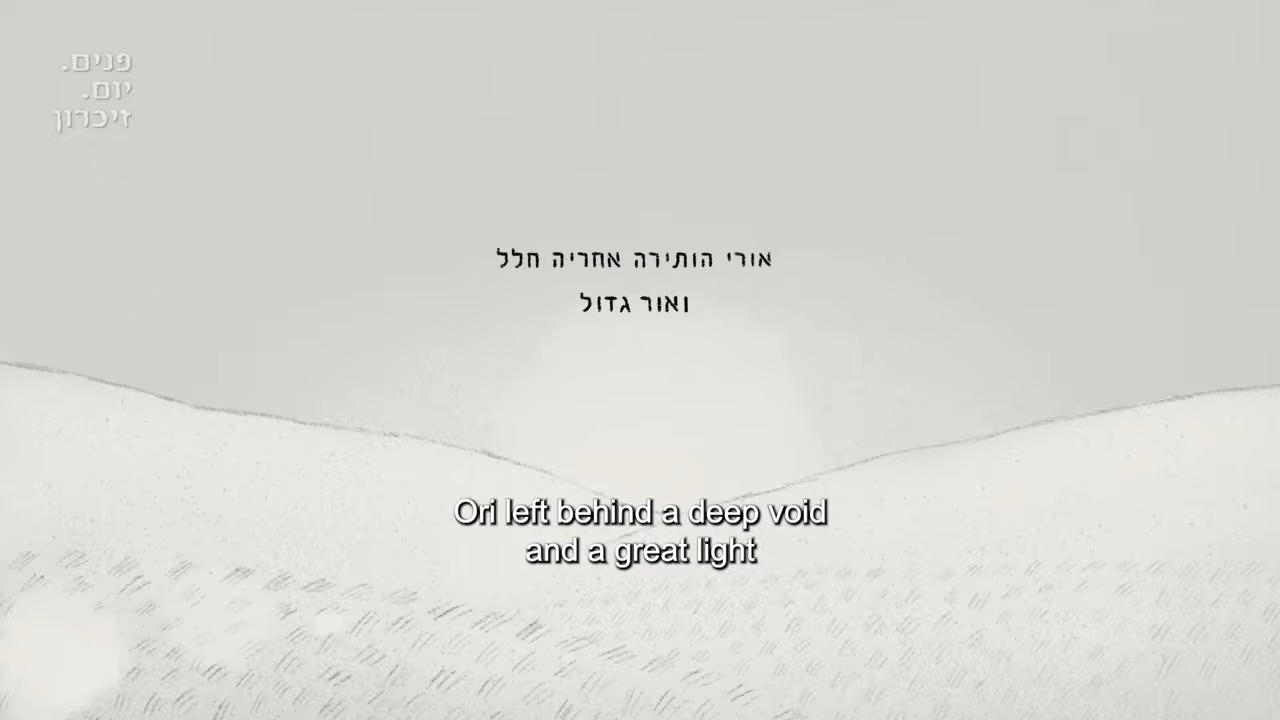 פנים.
יום.
זיכרון
אורי הותירה אחריה חלל
ואור גדול
Ori left behind a deep void
and a great light